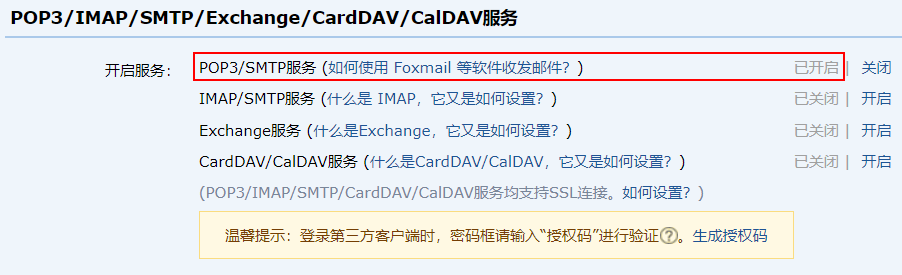 POP3/IMAP/SMTP/Exchange/CardDAV/CalDAV服务
开启服务： POP3/SMTP服务 (如何使用 Foxmail 等软件收发邮件？) 已开启 | 关闭
IMAP/SMTP服务 (什么是 IMAP，它又是如何设置？) 已关闭 | 开启
Exchange服务 (什么是Exchange，它又是如何设置？) 已关闭 | 开启
CardDAV/CalDAV服务 (什么是CardDAV/CalDAV，它又是如何设置？) 已关闭 | 开启
(POP3/IMAP/SMTP/CardDAV/CalDAV服务均支持SSL连接。如何设置？)
温馨提示：登录第三方客户端时，密码框请输入“授权码”进行验证?。生成授权码